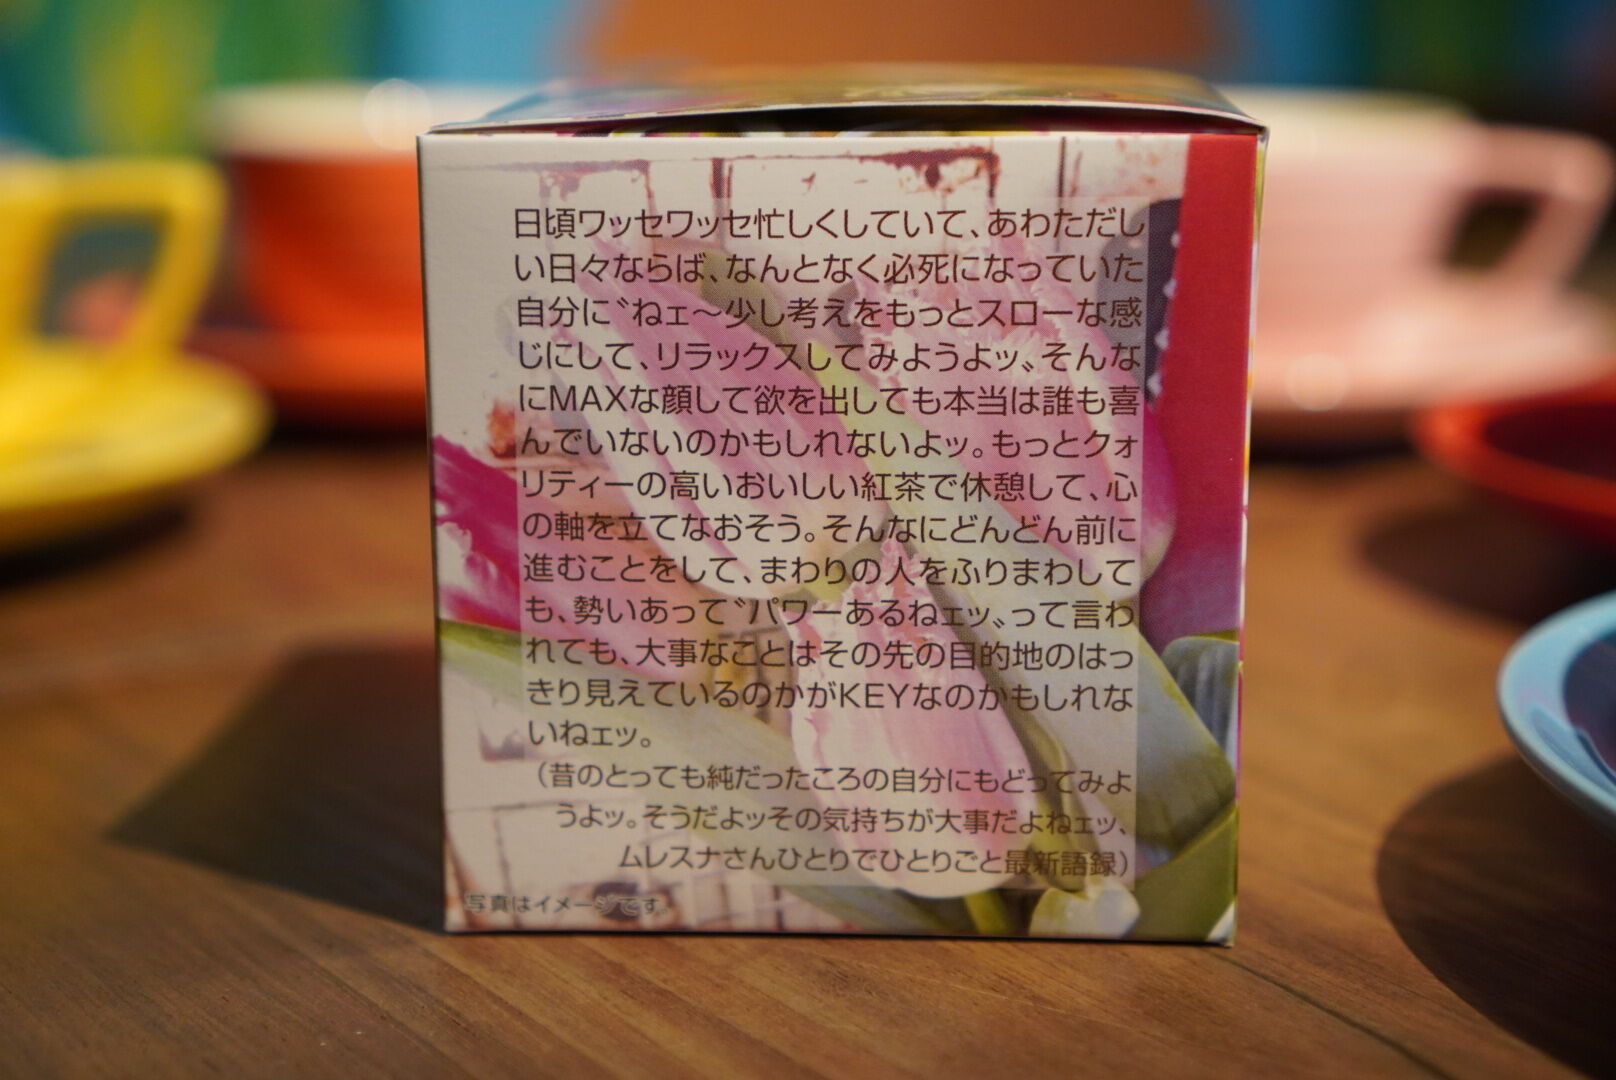 日頃ワッセワッセ忙しくしていて、あわただし
い日々ならば、なんとなく必死になっていた
自分に〝ねェ〜少し考えをもっとスローな感
じにして、リラックスしてみようよッ〟そんな
にMAXな顔して欲を出しても本当は誰も喜
んでいないのかもしれないよッ。もっとクォ
リティーの高いおいしい紅茶で休憩して、心
の軸を立てなおそう。そんなにどんどん前に
進むことをして、まわりの人をふりまわして
も、勢いあって〝パワーあるねェッ〟って言わ
れても、大事なことはその先の目的地のはっ
きり見えているのかがKEYなのかもしれな
いねェッ。
（昔のとっても純だったころの自分にもどってみよ
うよッ。そうだよッその気持ちが大事だよねェッ、
ムレスナさんひとりでひとりごと最新語録）
写真はイメージです。